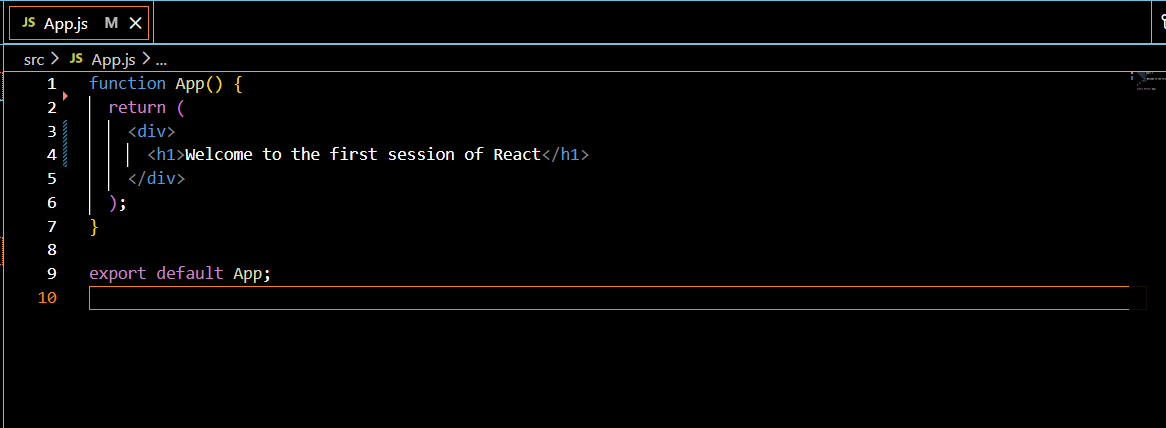 JS App.js M
src > JS App.js > ...
1 function App() {
2   return (
3     <div>
4       <h1>Welcome to the first session of React</h1>
5     </div>
6   );
7 }
8
9 export default App;
10